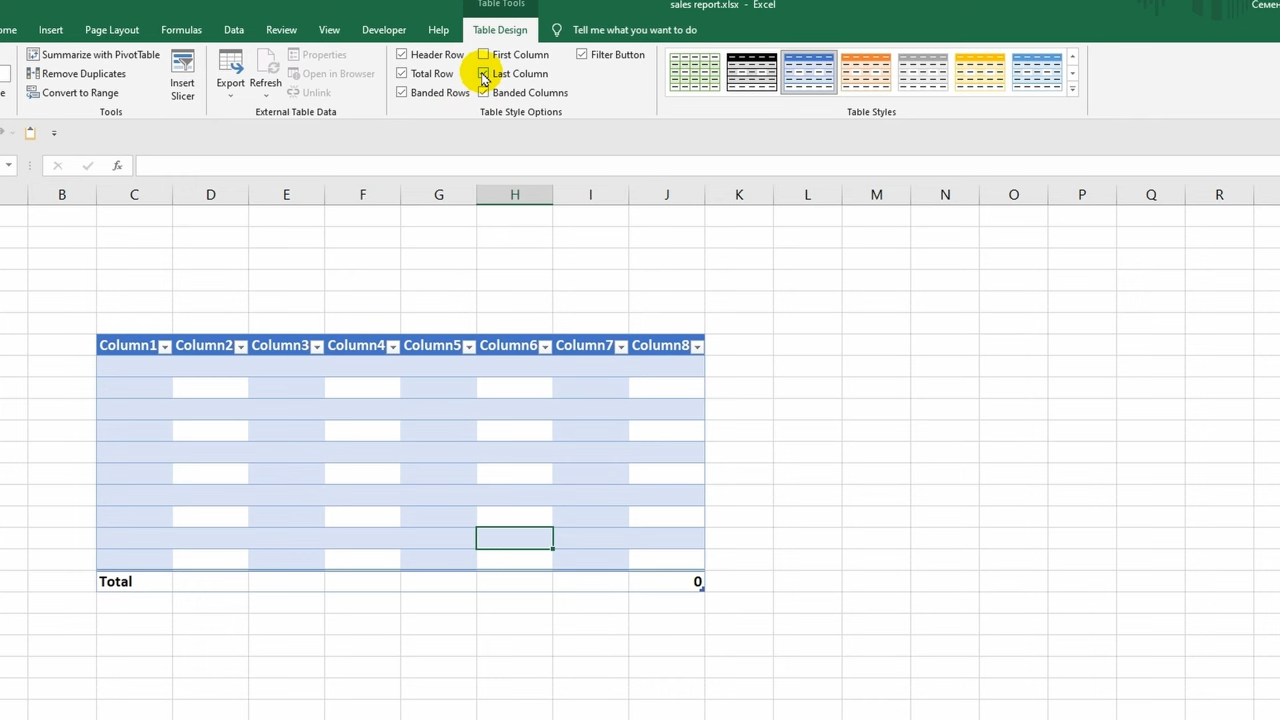 Table Tools
sales report.xlsx - Excel
Insert Page Layout Formulas Data Review View Developer Help Table Design Tell me what you want to do
Summarize with PivotTable
Remove Duplicates
Convert to Range
Tools
Insert Slicer
Export
Refresh
Properties
Open in Browser
Unlink
External Table Data
Header Row
Total Row
Banded Rows
First Column
Last Column
Banded Columns
Filter Button
Table Style Options
Table Styles
fx
B C D E F G H I J K L M N O P Q R
Column1 Column2 Column3 Column4 Column5 Column6 Column7 Column8
Total 0